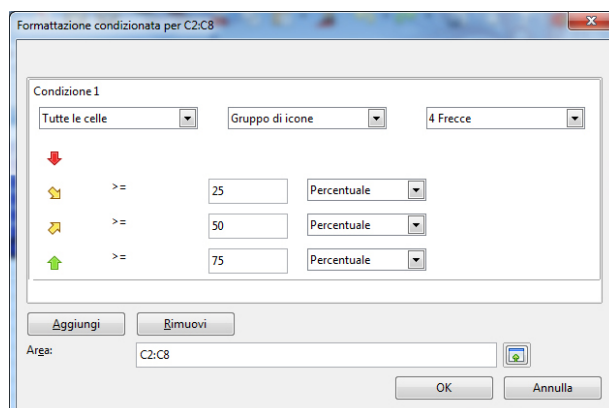 Formattazione condizionata per C2:C8
Condizione 1
Tutte le celle Gruppo di icone 4 Frecce
>= 25 Percentuale
>= 50 Percentuale
>= 75 Percentuale
Aggiungi Rimuovi
Area: C2:C8
OK Annulla